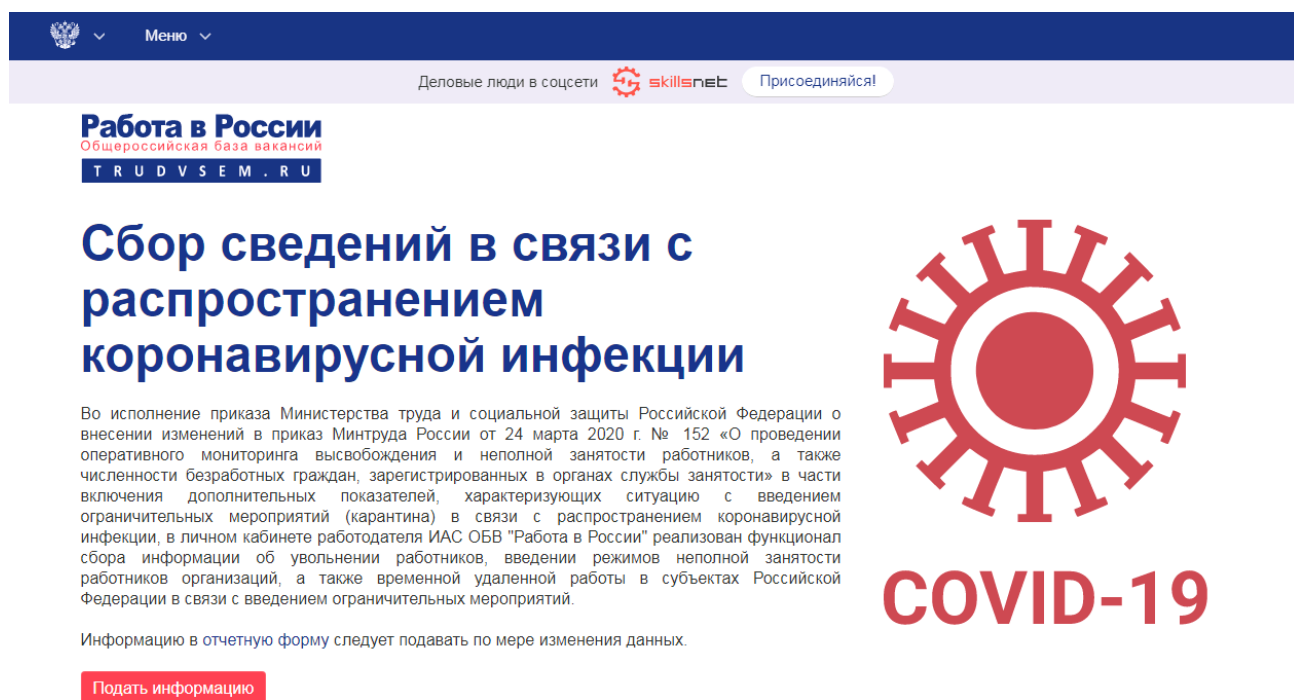 Меню
Деловые люди в соцсети skillsnet Присоединяйся!
Работа в России
Общероссийская база вакансий
TRUDVSEM.RU
Сбор сведений в связи с
распространением
коронавирусной инфекции
Во исполнение приказа Министерства труда и социальной защиты Российской Федерации о
внесении изменений в приказ Минтруда России от 24 марта 2020 г. № 152 «О проведении
оперативного мониторинга высвобождения и неполной занятости работников, а также
численности безработных граждан, зарегистрированных в органах службы занятости» в части
включения дополнительных показателей, характеризующих ситуацию с введением
ограничительных мероприятий (карантина) в связи с распространением коронавирусной
инфекции, в личном кабинете работодателя ИАС ОБВ "Работа в России" реализован функционал
сбора информации об увольнении работников, введении режимов неполной занятости
работников организаций, а также временной удаленной работы в субъектах Российской
Федерации в связи с введением ограничительных мероприятий.
Информацию в отчетную форму следует подавать по мере изменения данных.
Подать информацию
COVID-19